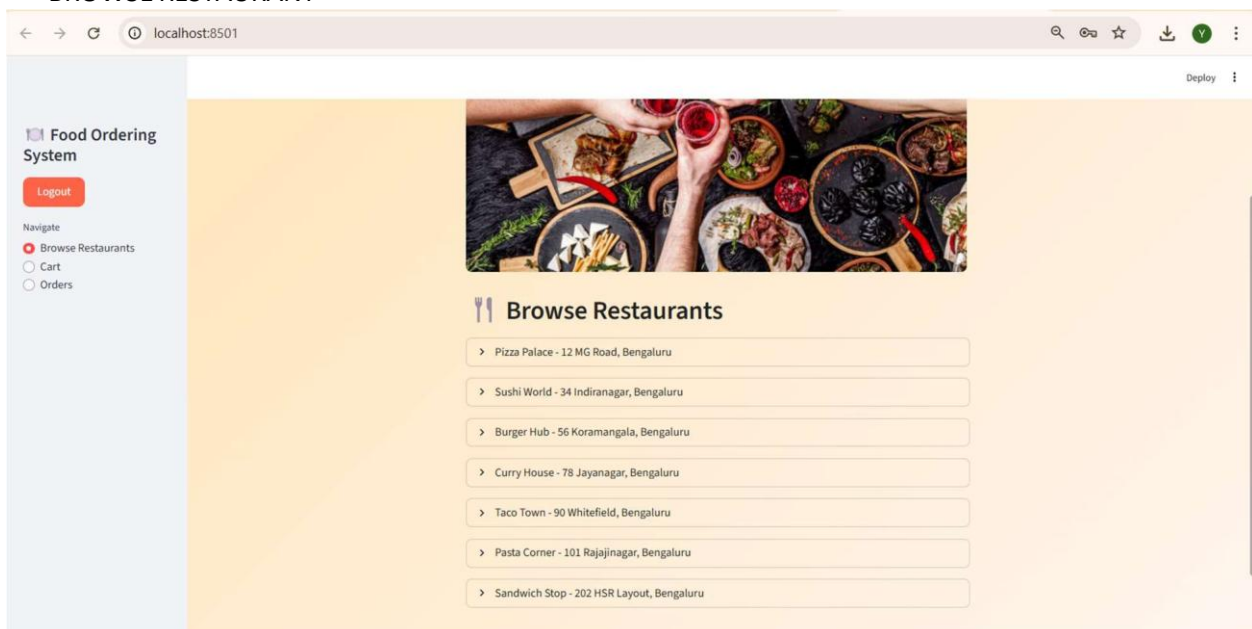 BROWSE RESTAURANT
localhost:8501
Y
Deploy
Food Ordering
System
Logout
Navigate
Browse Restaurants
Cart
Orders
Browse Restaurants
Pizza Palace - 12 MG Road, Bengaluru
Sushi World - 34 Indiranagar, Bengaluru
Burger Hub - 56 Koramangala, Bengaluru
Curry House - 78 Jayanagar, Bengaluru
Taco Town - 90 Whitefield, Bengaluru
Pasta Corner - 101 Rajajinagar, Bengaluru
Sandwich Stop - 202 HSR Layout, Bengaluru